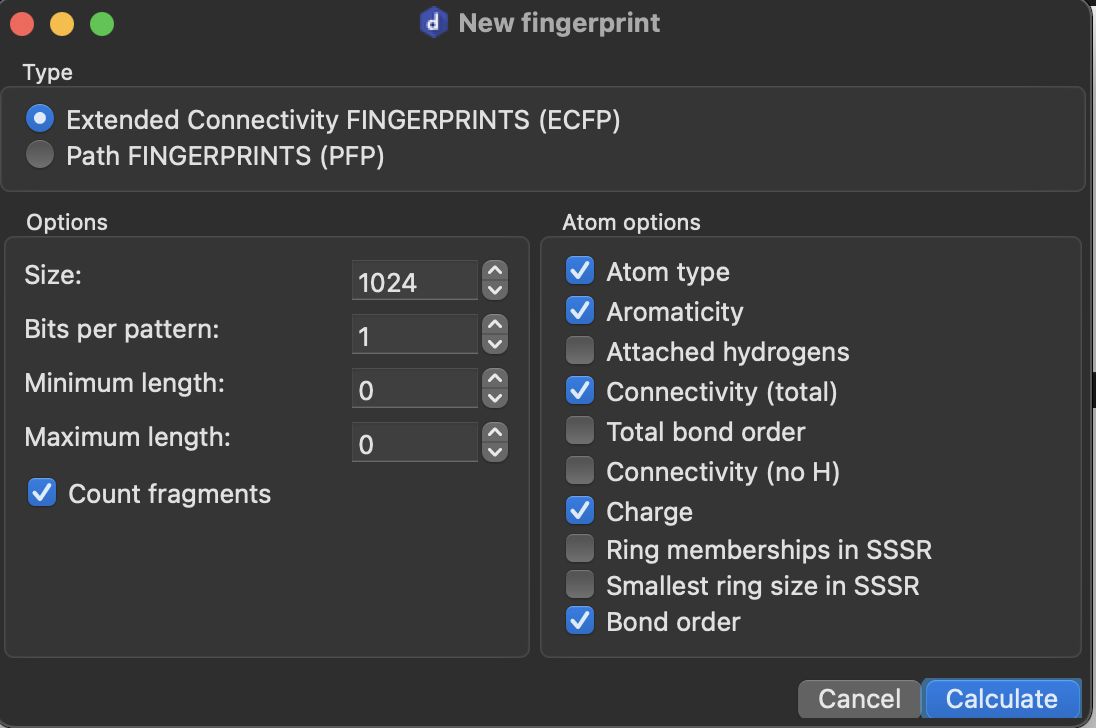 New fingerprint
Type
Extended Connectivity FINGERPRINTS (ECFP)
Path FINGERPRINTS (PFP)
Options
Size:
1024
Bits per pattern:
1
Minimum length:
0
Maximum length:
0
Count fragments
Atom options
Atom type
Aromaticity
Attached hydrogens
Connectivity (total)
Total bond order
Connectivity (no H)
Charge
Ring memberships in SSSR
Smallest ring size in SSSR
Bond order
Cancel
Calculate